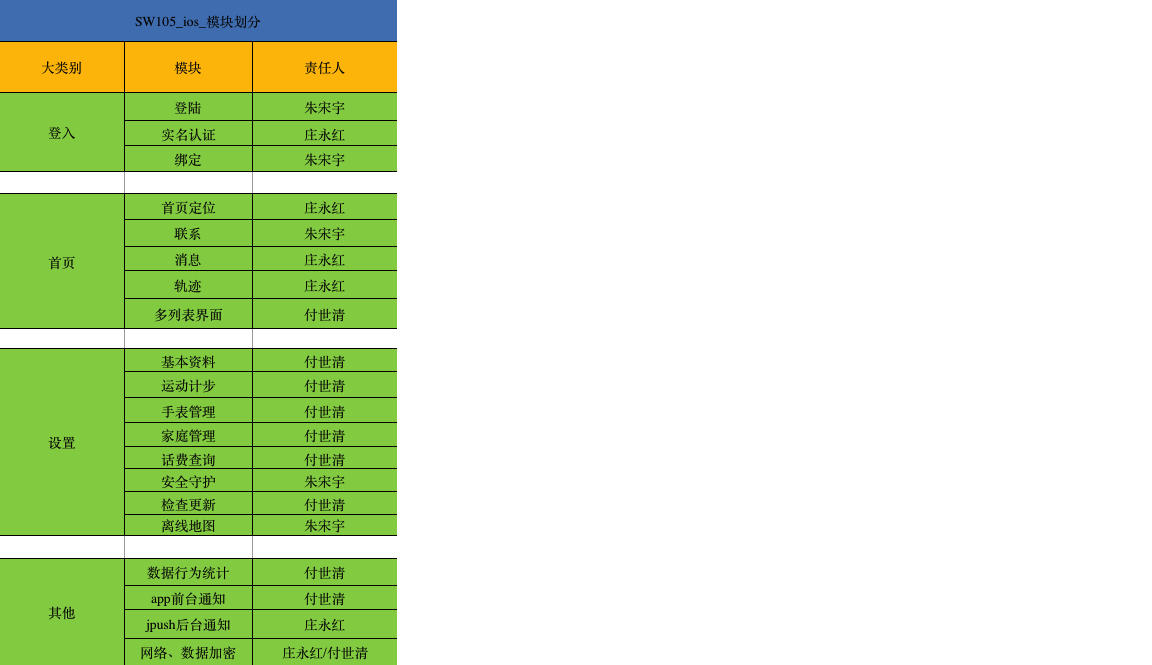 SW105_ios_模块划分
大类别 模块 责任人
登入
登陆 朱宋宇
实名认证 庄永红
绑定 朱宋宇
首页
首页定位 庄永红
联系 朱宋宇
消息 庄永红
轨迹 庄永红
多列表界面 付世清
设置
基本资料 付世清
运动计步 付世清
手表管理 付世清
家庭管理 付世清
话费查询 付世清
安全守护 朱宋宇
检查更新 付世清
离线地图 朱宋宇
其他
数据行为统计 付世清
app前台通知 付世清
jpush后台通知 庄永红
网络、数据加密 庄永红/付世清